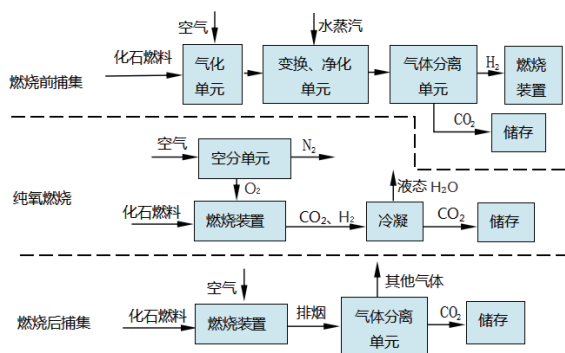 空气
水蒸汽
化石燃料
气化
单元
变换、净化
单元
气体分离
单元
H₂
燃烧
装置
燃烧前捕集
CO₂
储存
空气
空分单元
N₂
O₂
液态 H₂O
纯氧燃烧
化石燃料
燃烧装置
CO₂、H₂
冷凝
CO₂
储存
空气
其他气体
燃烧后捕集
化石燃料
燃烧装置
排烟
气体分离
单元
CO₂
储存